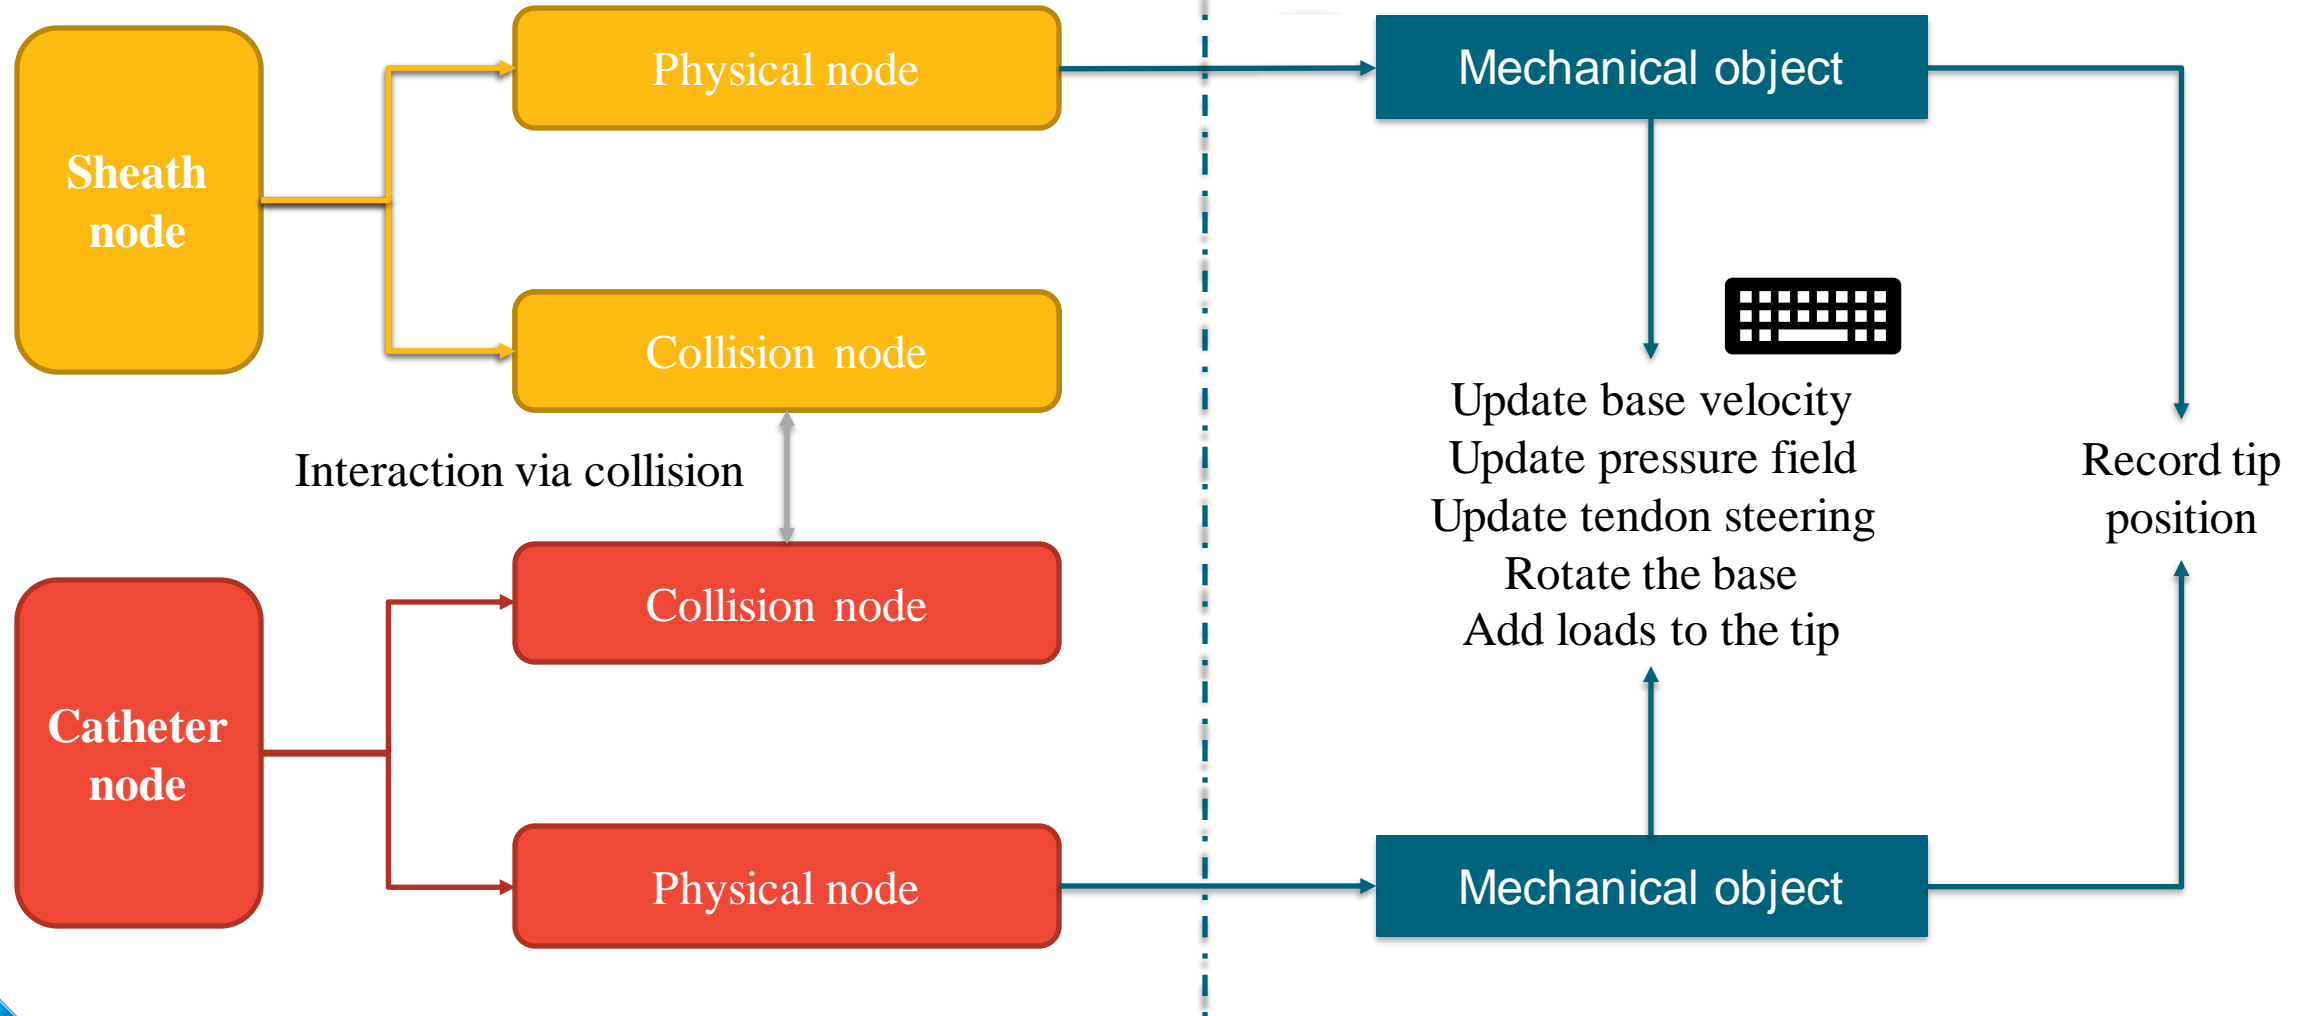 Physical node
Mechanical object
Sheath
node
Collision node
Update base velocity
Update pressure field
Update tendon steering
Rotate the base
Add loads to the tip
Record tip
position
Interaction via collision
Collision node
Catheter
node
Physical node
Mechanical object